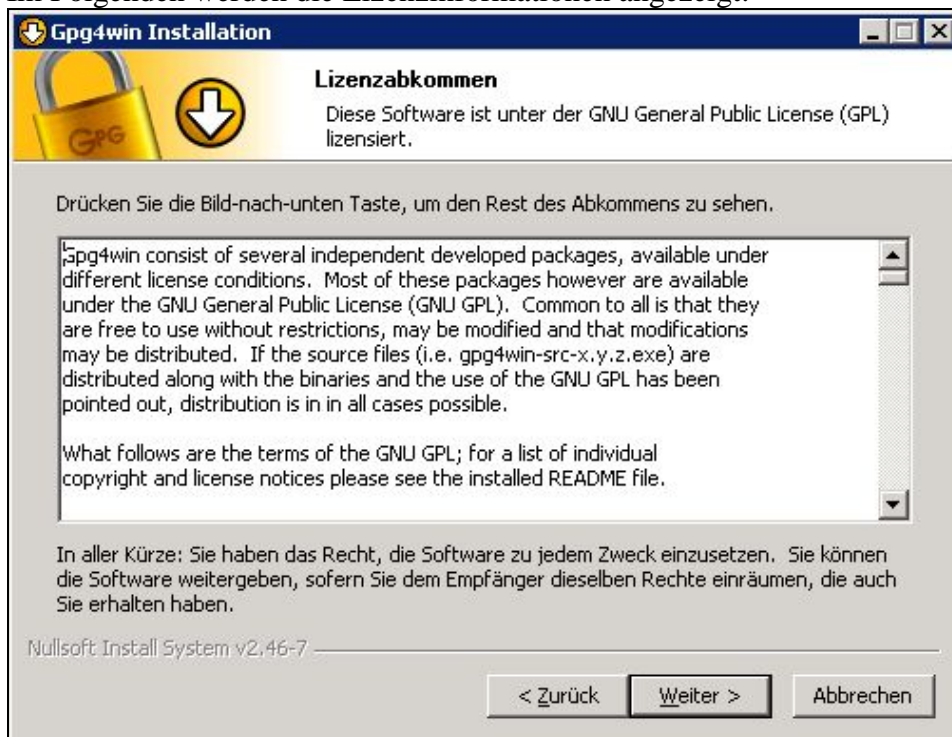 Im Folgenden werden die Lizenzinformationen angezeigt.
Gpg4win Installation
Lizenzabkommen
Diese Software ist unter der GNU General Public License (GPL)
lizensiert.
GPG
Drücken Sie die Bild-nach-unten Taste, um den Rest des Abkommens zu sehen.
Gpg4win consist of several independent developed packages, available under
different license conditions.  Most of these packages however are available
under the GNU General Public License (GNU GPL).  Common to all is that they
are free to use without restrictions, may be modified and that modifications
may be distributed.  If the source files (i.e. gpg4win-src-x.y.z.exe) are
distributed along with the binaries and the use of the GNU GPL has been
pointed out, distribution is in in all cases possible.
What follows are the terms of the GNU GPL; for a list of individual
copyright and license notices please see the installed README file.
In aller Kürze: Sie haben das Recht, die Software zu jedem Zweck einzusetzen.  Sie können
die Software weitergeben, sofern Sie dem Empfänger dieselben Rechte einräumen, die auch
Sie erhalten haben.
Nullsoft Install System v2.46-7
< Zurück
Weiter >
Abbrechen